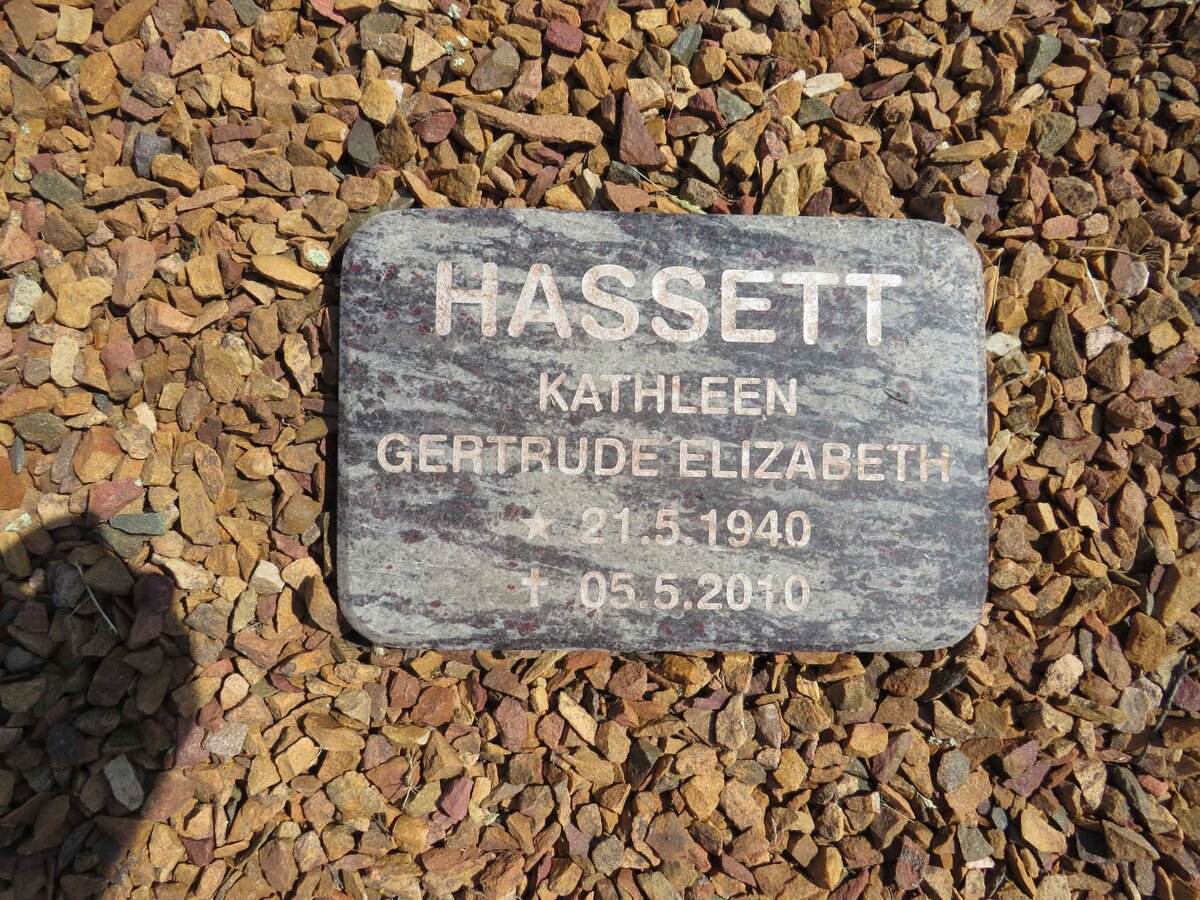 HASSETT
KATHLEEN
GERTRUDE ELIZABETH
★ 21.5.1940
✝ 05.5.2010